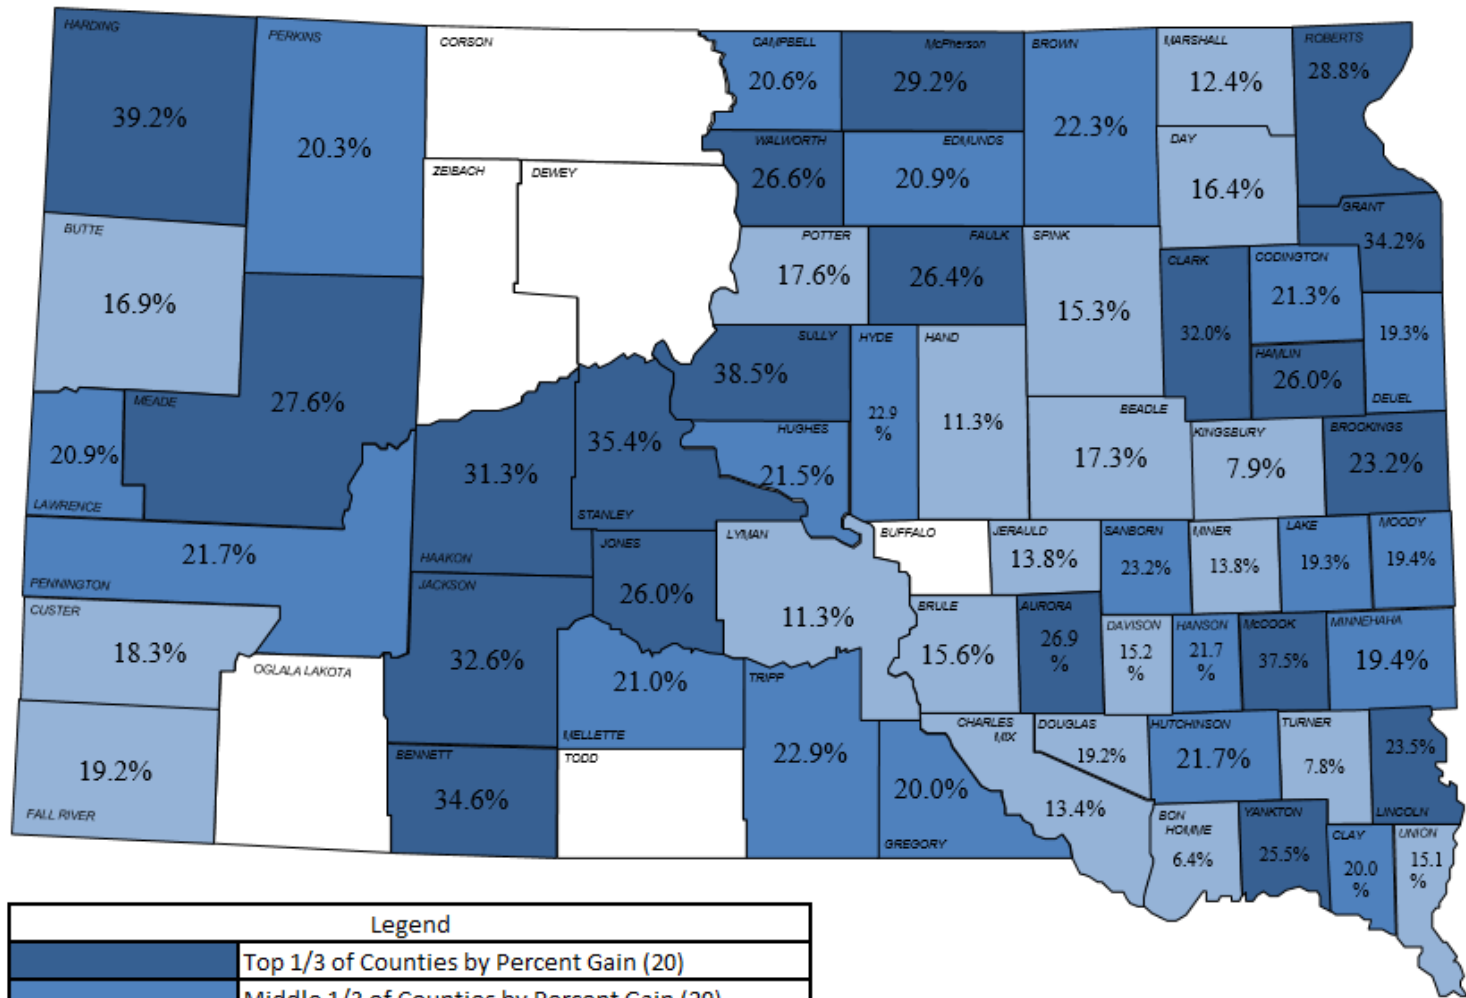 HARDING
39.2%
PERKINS
20.3%
CORSON
CAMPBELL
20.6%
McPherson
29.2%
BROWN
22.3%
MARSHALL
12.4%
ROBERTS
28.8%
WALWORTH
26.6%
EDMUNDS
20.9%
DAY
16.4%
ZEIBACH
DEWEY
GRANT
34.2%
BUTTE
16.9%
POTTER
17.6%
FAULK
26.4%
SPINK
15.3%
CLARK
32.0%
CODINGTON
21.3%
19.3%
DEUEL
HAMLIN
26.0%
MEADE
27.6%
SULLY
38.5%
HYDE
22.9
%
HAND
11.3%
20.9%
LAWRENCE
31.3%
HAAKON
35.4%
STANLEY
HUGHES
21.5%
BEADLE
17.3%
KINGSBURY
7.9%
BROOKINGS
23.2%
21.7%
PENNINGTON
JONES
26.0%
LYMAN
11.3%
BUFFALO
JERAULD
13.8%
SANBORN
23.2%
MINER
13.8%
LAKE
19.3%
MOODY
19.4%
CUSTER
18.3%
OGLALA LAKOTA
JACKSON
32.6%
21.0%
MELLETTE
TRIPP
22.9%
BRULE
15.6%
AURORA
26.9
%
DAVISON
15.2
%
HANSON
21.7
%
McCOOK
37.5%
MINNEHAHA
19.4%
19.2%
FALL RIVER
BENNETT
34.6%
TODD
20.0%
GREGORY
CHARLES
MIX
13.4%
DOUGLAS
19.2%
HUTCHINSON
21.7%
TURNER
7.8%
23.5%
LINCOLN
BON
HOMME
6.4%
YANKTON
25.5%
CLAY
20.0
%
UNION
15.1
%
Legend
Top 1/3 of Counties by Percent Gain (20)
Middle 1/3 of Counties by Percent Gain (20)